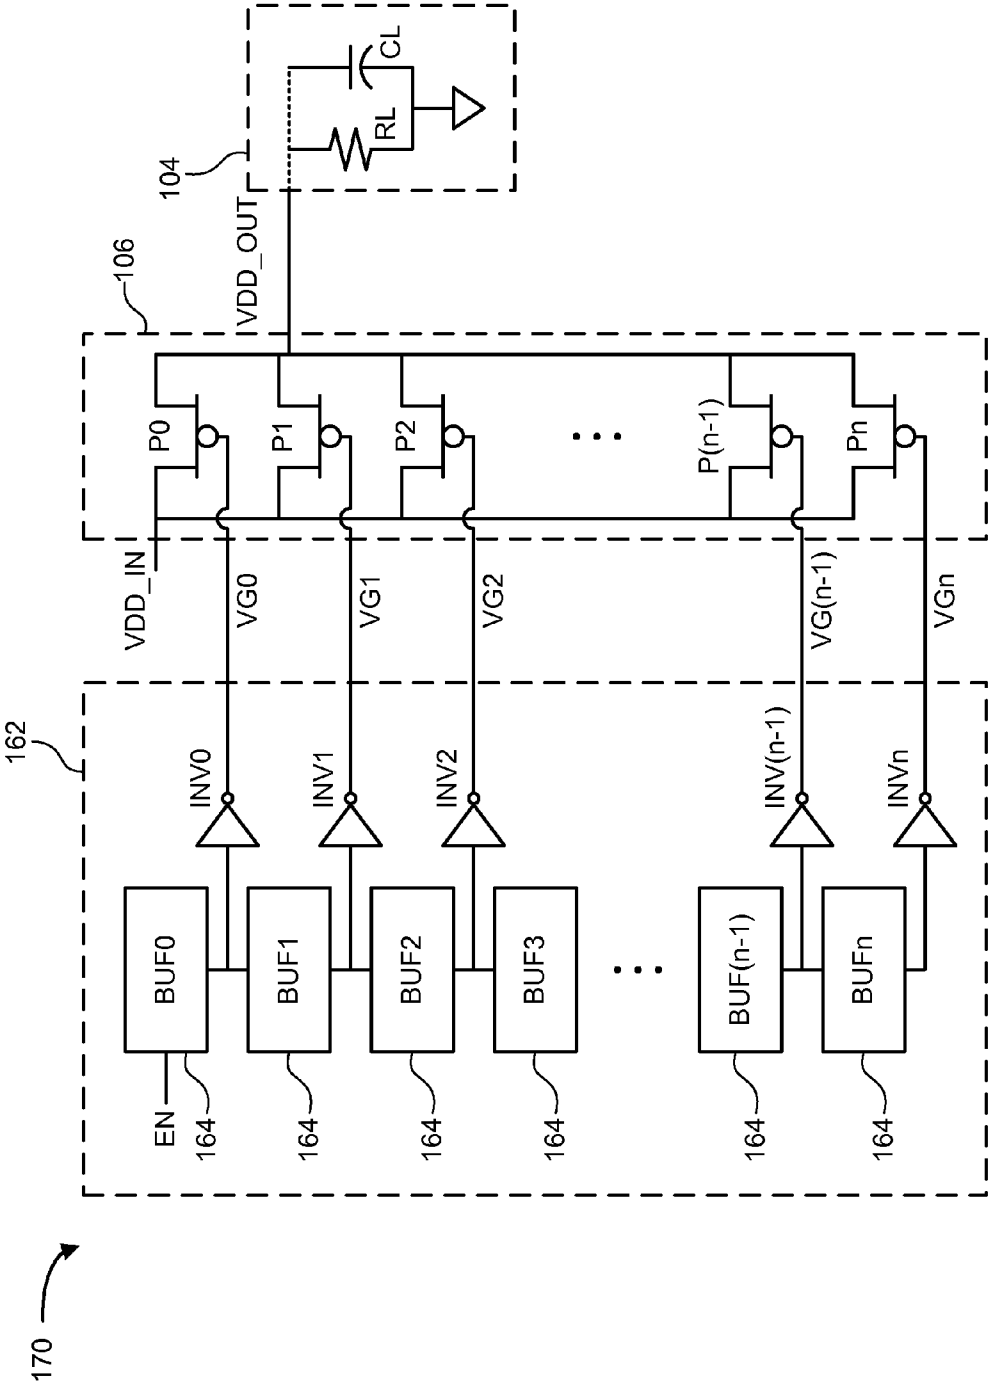 170
162
EN
BUF0
BUF1
BUF2
BUF3
• • •
BUF(n-1)
BUFn
164
164
164
164
164
164
INV0
INV1
INV2
INV(n-1)
INVn
VDD_IN
VG0
VG1
VG2
VG(n-1)
VGn
106
P0
P1
P2
• • •
P(n-1)
Pn
VDD_OUT
104
RL
CL